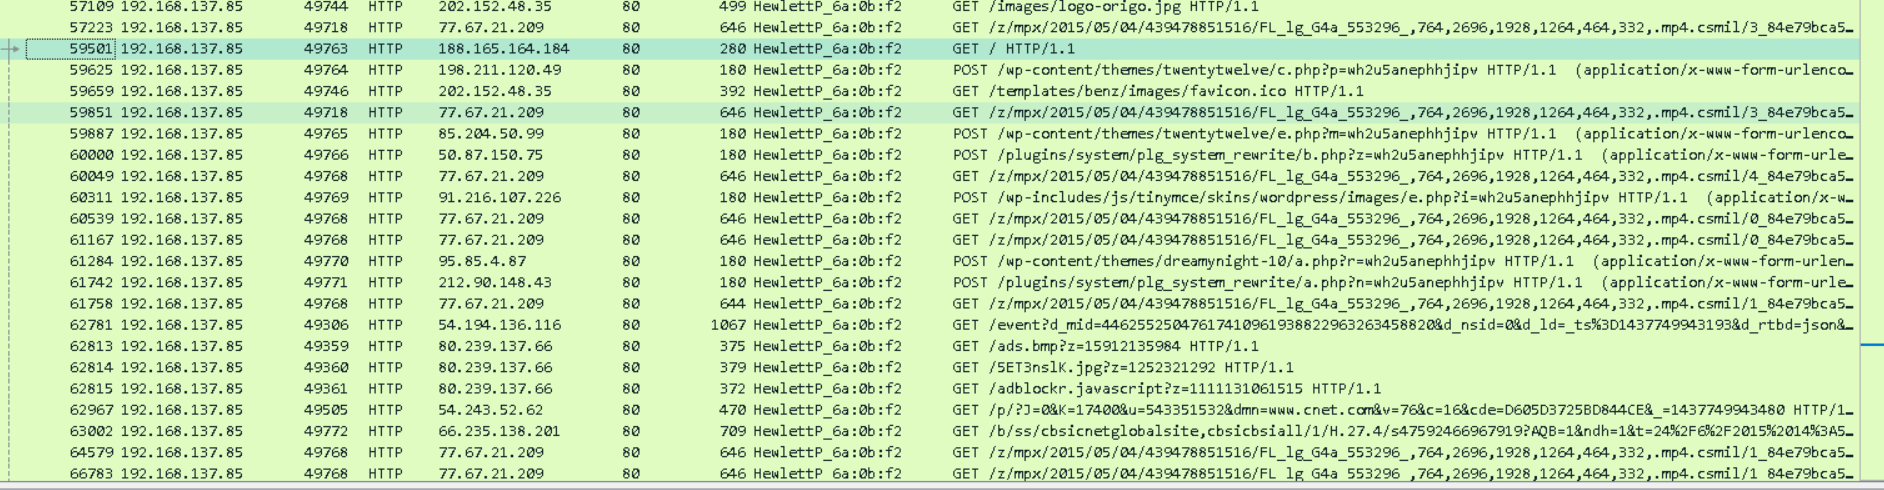 57109 192.168.137.85 49744 HTTP 202.152.48.35 80 499 HewlettP_6a:0b:f2 GET /images/logo-origo.jpg HTTP/1.1
57223 192.168.137.85 49718 HTTP 77.67.21.209 80 646 HewlettP_6a:0b:f2 GET /z/mpx/2015/05/04/439478851516/FL_lg_G4a_553296_,764,2696,1928,1264,464,332,.mp4.csmil/3_84e79bca5…
59501 192.168.137.85 49763 HTTP 188.165.164.184 80 280 HewlettP_6a:0b:f2 GET / HTTP/1.1
59625 192.168.137.85 49764 HTTP 198.211.120.49 80 180 HewlettP_6a:0b:f2 POST /wp-content/themes/twentytwelve/c.php?p=wh2u5anephhjipv HTTP/1.1 (application/x-www-form-urlenco…
59659 192.168.137.85 49746 HTTP 202.152.48.35 80 392 HewlettP_6a:0b:f2 GET /templates/benz/images/favicon.ico HTTP/1.1
59851 192.168.137.85 49718 HTTP 77.67.21.209 80 646 HewlettP_6a:0b:f2 GET /z/mpx/2015/05/04/439478851516/FL_lg_G4a_553296_,764,2696,1928,1264,464,332,.mp4.csmil/3_84e79bca5…
59887 192.168.137.85 49765 HTTP 85.204.50.99 80 180 HewlettP_6a:0b:f2 POST /wp-content/themes/twentytwelve/e.php?m=wh2u5anephhjipv HTTP/1.1 (application/x-www-form-urlenco…
60000 192.168.137.85 49766 HTTP 50.87.150.75 80 180 HewlettP_6a:0b:f2 POST /plugins/system/plg_system_rewrite/b.php?z=wh2u5anephhjipv HTTP/1.1 (application/x-www-form-urle…
60049 192.168.137.85 49768 HTTP 77.67.21.209 80 646 HewlettP_6a:0b:f2 GET /z/mpx/2015/05/04/439478851516/FL_lg_G4a_553296_,764,2696,1928,1264,464,332,.mp4.csmil/4_84e79bca5…
60311 192.168.137.85 49769 HTTP 91.216.107.226 80 180 HewlettP_6a:0b:f2 POST /wp-includes/js/tinymce/skins/wordpress/images/e.php?i=wh2u5anephhjipv HTTP/1.1 (application/x-w…
60539 192.168.137.85 49768 HTTP 77.67.21.209 80 646 HewlettP_6a:0b:f2 GET /z/mpx/2015/05/04/439478851516/FL_lg_G4a_553296_,764,2696,1928,1264,464,332,.mp4.csmil/0_84e79bca5…
61167 192.168.137.85 49768 HTTP 77.67.21.209 80 646 HewlettP_6a:0b:f2 GET /z/mpx/2015/05/04/439478851516/FL_lg_G4a_553296_,764,2696,1928,1264,464,332,.mp4.csmil/0_84e79bca5…
61284 192.168.137.85 49770 HTTP 95.85.4.87 80 180 HewlettP_6a:0b:f2 POST /wp-content/themes/dreamynight-10/a.php?r=wh2u5anephhjipv HTTP/1.1 (application/x-www-form-urlen…
61742 192.168.137.85 49771 HTTP 212.90.148.43 80 180 HewlettP_6a:0b:f2 POST /plugins/system/plg_system_rewrite/a.php?n=wh2u5anephhjipv HTTP/1.1 (application/x-www-form-urle…
61758 192.168.137.85 49768 HTTP 77.67.21.209 80 644 HewlettP_6a:0b:f2 GET /z/mpx/2015/05/04/439478851516/FL_lg_G4a_553296_,764,2696,1928,1264,464,332,.mp4.csmil/1_84e79bca5…
62781 192.168.137.85 49306 HTTP 54.194.136.116 80 1067 HewlettP_6a:0b:f2 GET /event?d_mid=44625525047617410961938822963263458820&d_nsid=0&d_ld=_ts%3D1437749943193&d_rtbd=json&…
62813 192.168.137.85 49359 HTTP 80.239.137.66 80 375 HewlettP_6a:0b:f2 GET /ads.bmp?z=15912135984 HTTP/1.1
62814 192.168.137.85 49360 HTTP 80.239.137.66 80 379 HewlettP_6a:0b:f2 GET /5ET3nslK.jpg?z=1252321292 HTTP/1.1
62815 192.168.137.85 49361 HTTP 80.239.137.66 80 372 HewlettP_6a:0b:f2 GET /adblockr.javascript?z=1111131061515 HTTP/1.1
62967 192.168.137.85 49505 HTTP 54.243.52.62 80 470 HewlettP_6a:0b:f2 GET /p/?J=0&K=17400&u=543351532&dmn=www.cnet.com&v=76&c=16&cde=D605D3725BD844CE&_=1437749943480 HTTP/1…
63002 192.168.137.85 49772 HTTP 66.235.138.201 80 709 HewlettP_6a:0b:f2 GET /b/ss/cbsicnetglobalsite,cbsicbsiall/1/H.27.4/s47592466967919?AQB=1&ndh=1&t=24%2F6%2F2015%2014%3A5…
64579 192.168.137.85 49718 HTTP 77.67.21.209 80 646 HewlettP_6a:0b:f2 GET /z/mpx/2015/05/04/439478851516/FL_lg_G4a_553296_,764,2696,1928,1264,464,332,.mp4.csmil/1_84e79bca5…
66783 192.168.137.85 49718 HTTP 77.67.21.209 80 646 HewlettP_6a:0b:f2 GET /z/mpx/2015/05/04/439478851516/FL_lg_G4a_553296_,764,2696,1928,1264,464,332,.mp4.csmil/1_84e79bca5…